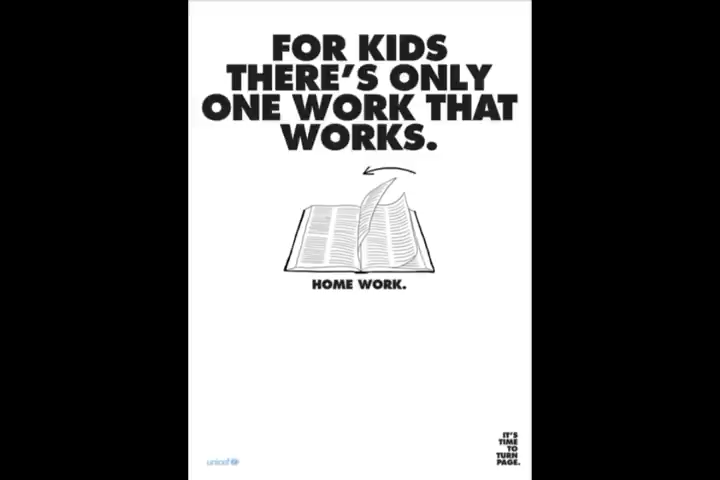 FOR KIDS
THERE'S ONLY
ONE WORK THAT
WORKS.
HOME WORK.
unicef
IT'S
TIME
TO
TURN
PAGE.